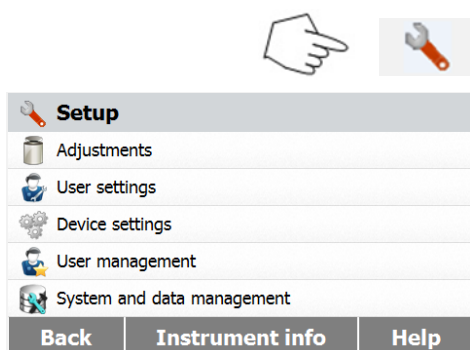 Setup
Adjustments
User settings
Device settings
User management
System and data management
Back Instrument info Help